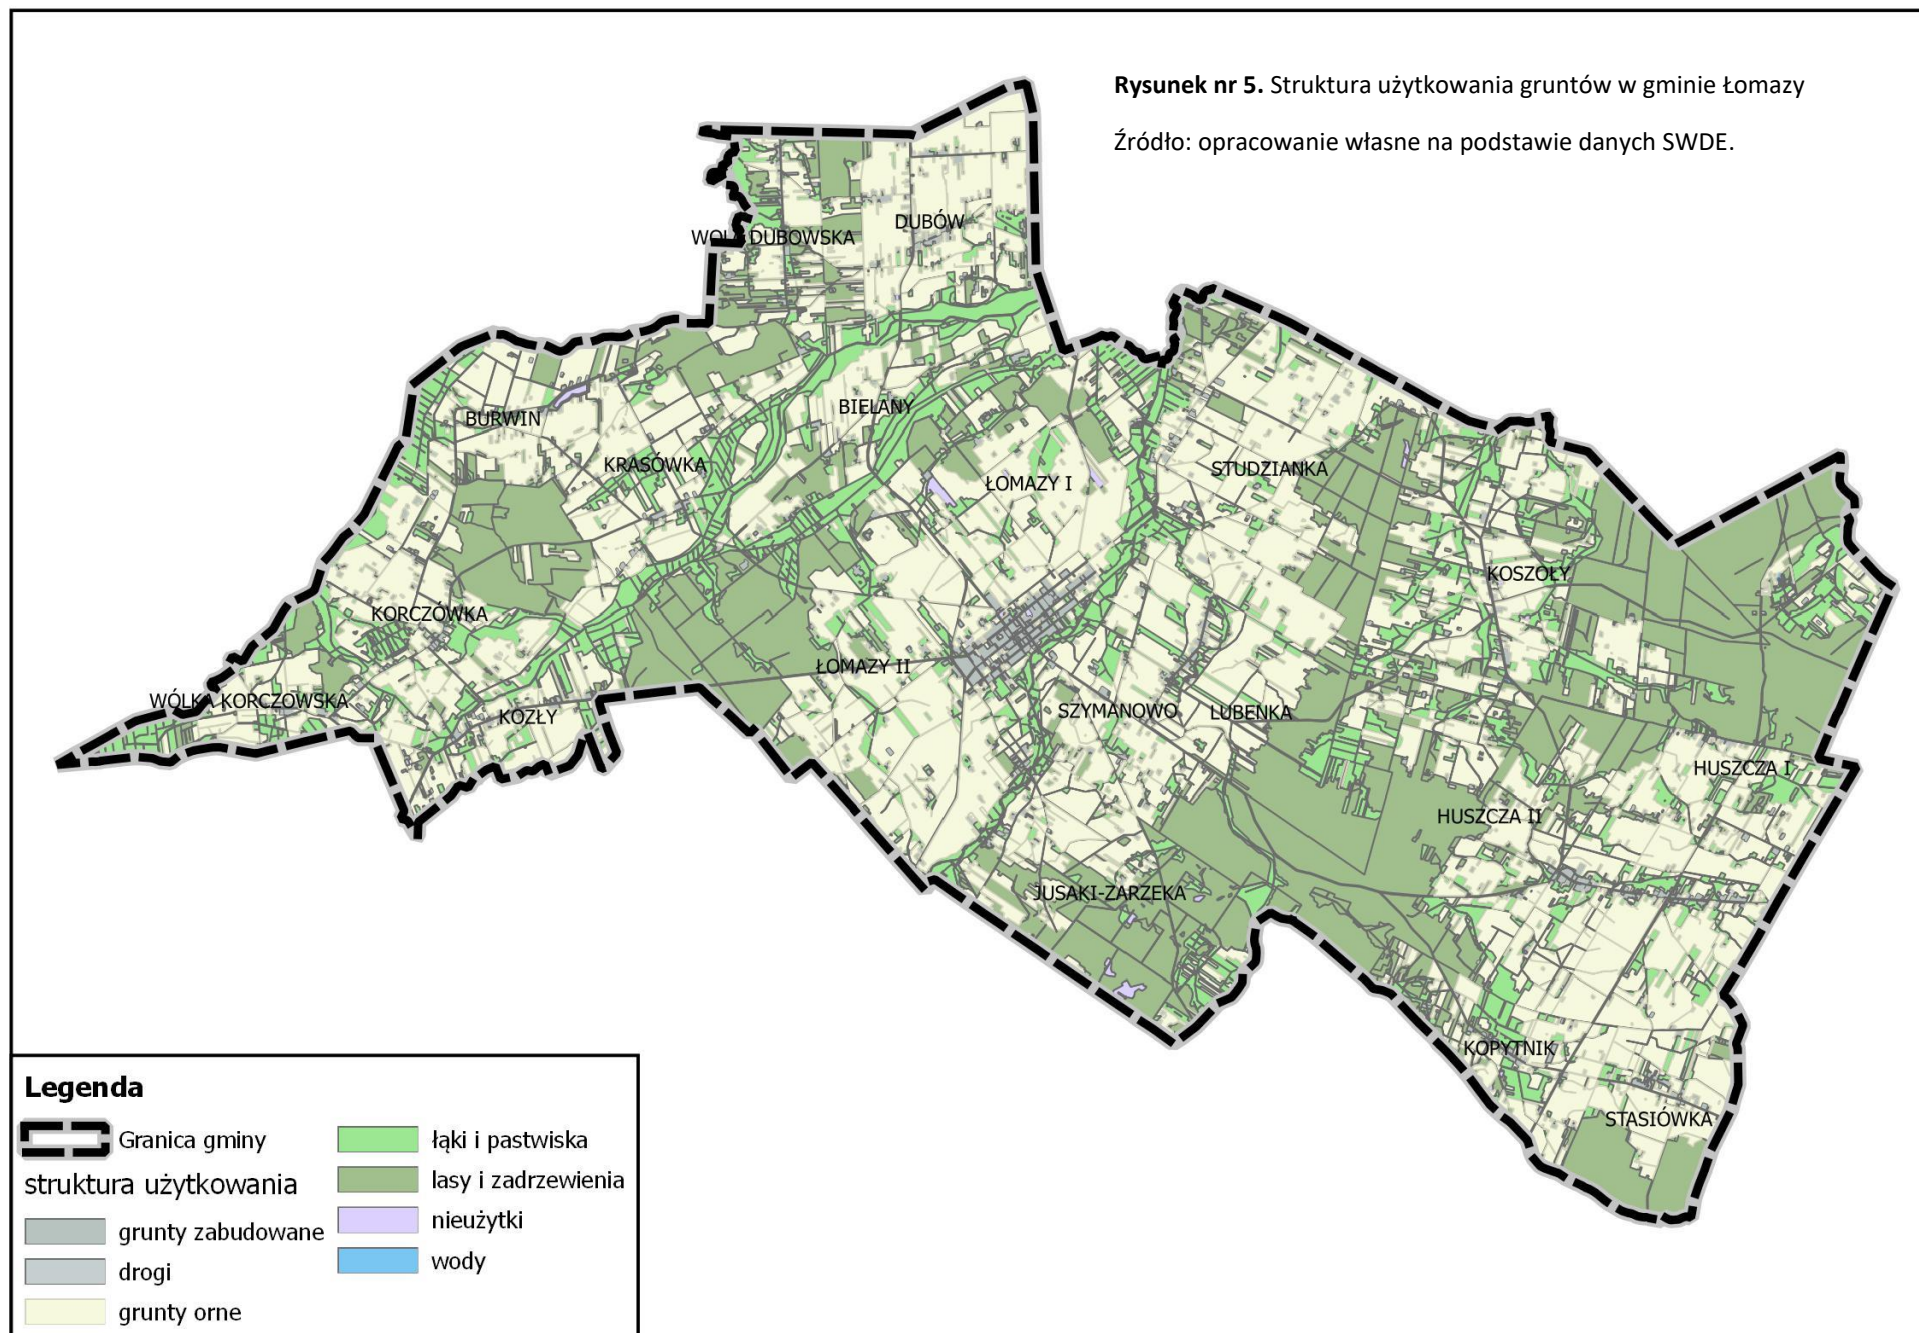 Rysunek nr 5. Struktura użytkowania gruntów w gminie Łomazy
Źródło: opracowanie własne na podstawie danych SWDE.
DUBÓW
WOLA DUBOWSKA
BURWIN
BIELANY
KRASÓWKA
ŁOMAZY I
STUDZIANKA
KOSZOŁY
KORCZÓWKA
ŁOMAZY II
WÓLKA KORCZOWSKA
KOZŁY
SZYMANOWO
LUBENKA
HUSZCZA I
HUSZCZA II
JUSAKI-ZARZEKA
KOPYTNIK
STASIÓWKA
Legenda
Granica gminy
struktura użytkowania
grunty zabudowane
drogi
grunty orne
łąki i pastwiska
lasy i zadrzewienia
nieużytki
wody